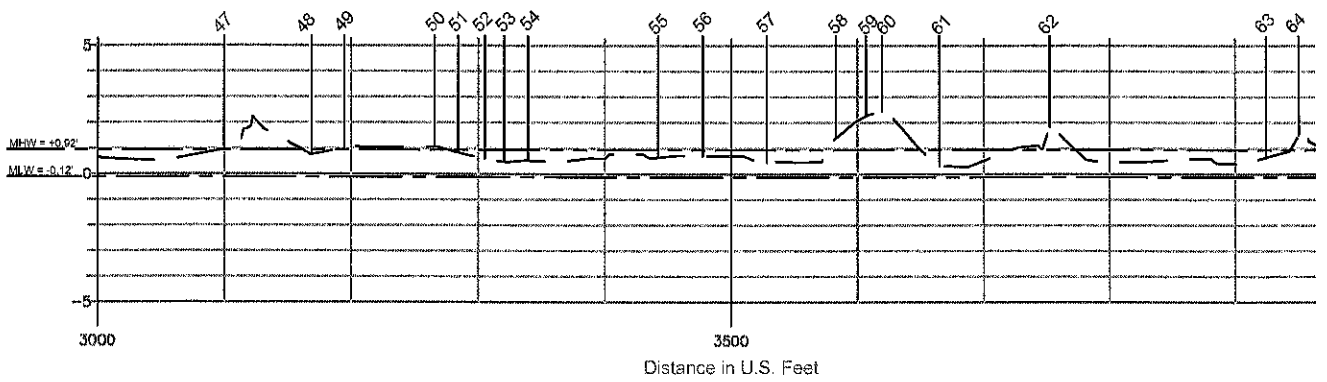 47 48 49 50 51 52 53 54 55 56 57 58 59 60 61 62 63 64
5
MHW = +0.92'
MLW = -0.12'
0
-5
3000 3500
Distance in U.S. Feet